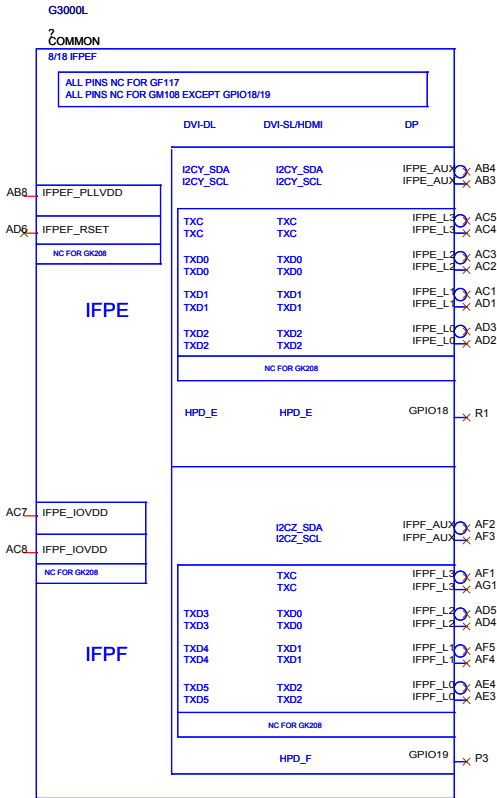 G3000L
?
COMMON
8/18 IFPEF
ALL PINS NC FOR GF117
ALL PINS NC FOR GM108 EXCEPT GPIO18/19
DVI-DL DVI-SL/HDMI DP
I2CY_SDA I2CY_SDA IFPE_AUX AB4
I2CY_SCL I2CY_SCL IFPE_AUX AB3
AB8 IFPEF_PLLVDD
TXC TXC IFPE_L3 AC5
AD6 IFPEF_RSET TXC TXC IFPE_L3 AC4
NC FOR GK208
TXD0 TXD0 IFPE_L2 AC3
TXD0 TXD0 IFPE_L2 AC2
TXD1 TXD1 IFPE_L1 AC1
TXD1 TXD1 IFPE_L1 AD1
IFPE
TXD2 TXD2 IFPE_L0 AD3
TXD2 TXD2 IFPE_L0 AD2
NC FOR GK208
HPD_E HPD_E GPIO18 R1
AC7 IFPE_IOVDD
I2CZ_SDA IFPF_AUX AF2
I2CZ_SCL IFPF_AUX AF3
AC8 IFPF_IOVDD
NC FOR GK208
TXC IFPF_L3 AF1
TXC IFPF_L3 AG1
TXD3 TXD0 IFPF_L2 AD5
TXD3 TXD0 IFPF_L2 AD4
IFPF
TXD4 TXD1 IFPF_L1 AF5
TXD4 TXD1 IFPF_L1 AF4
TXD5 TXD2 IFPF_L0 AE4
TXD5 TXD2 IFPF_L0 AE3
NC FOR GK208
HPD_F GPIO19 P3